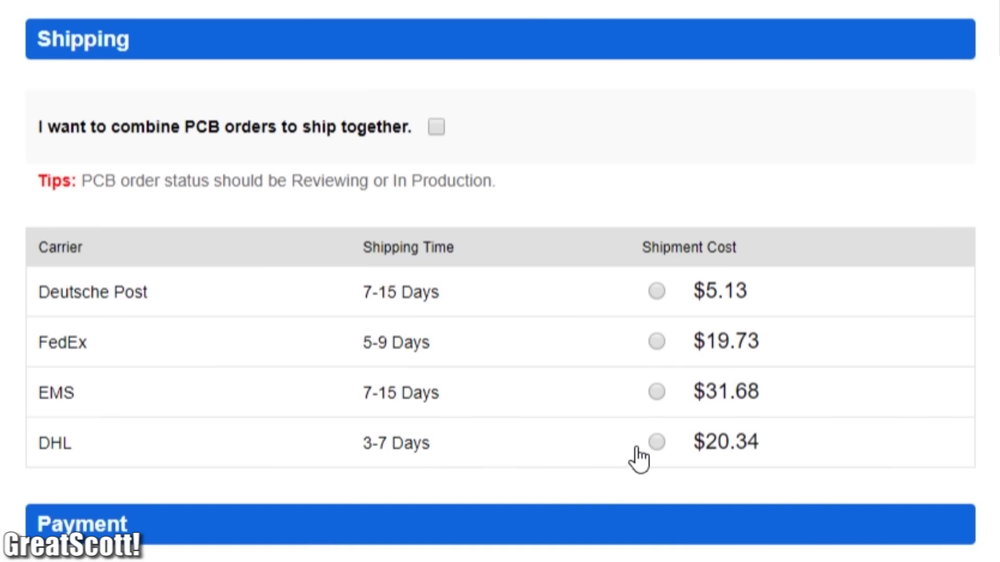 Shipping
I want to combine PCB orders to ship together.
Tips: PCB order status should be Reviewing or In Production.
Carrier Shipping Time Shipment Cost
Deutsche Post 7-15 Days $5.13
FedEx 5-9 Days $19.73
EMS 7-15 Days $31.68
DHL 3-7 Days $20.34
Payment
GreatScott!